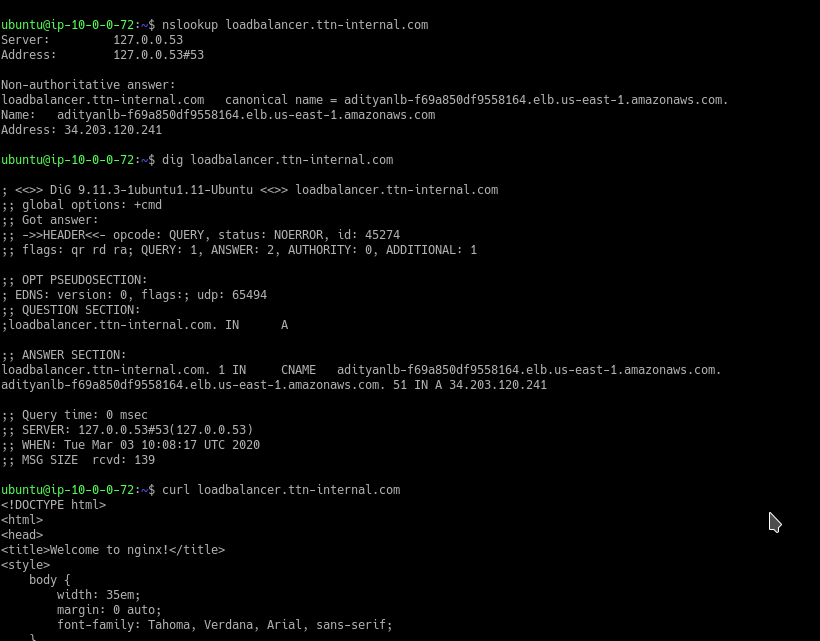 ubuntu@ip-10-0-0-72:~$ nslookup loadbalancer.ttn-internal.com
Server:         127.0.0.53
Address:        127.0.0.53#53

Non-authoritative answer:
loadbalancer.ttn-internal.com   canonical name = adityanlb-f69a850df9558164.elb.us-east-1.amazonaws.com.
Name:   adityanlb-f69a850df9558164.elb.us-east-1.amazonaws.com
Address: 34.203.120.241

ubuntu@ip-10-0-0-72:~$ dig loadbalancer.ttn-internal.com

; <<>> DiG 9.11.3-1ubuntu1.11-Ubuntu <<>> loadbalancer.ttn-internal.com
;; global options: +cmd
;; Got answer:
;; ->>HEADER<<- opcode: QUERY, status: NOERROR, id: 45274
;; flags: qr rd ra; QUERY: 1, ANSWER: 2, AUTHORITY: 0, ADDITIONAL: 1

;; OPT PSEUDOSECTION:
; EDNS: version: 0, flags:; udp: 65494
;; QUESTION SECTION:
;loadbalancer.ttn-internal.com. IN      A

;; ANSWER SECTION:
loadbalancer.ttn-internal.com. 1 IN     CNAME   adityanlb-f69a850df9558164.elb.us-east-1.amazonaws.com.
adityanlb-f69a850df9558164.elb.us-east-1.amazonaws.com. 51 IN A 34.203.120.241

;; Query time: 0 msec
;; SERVER: 127.0.0.53#53(127.0.0.53)
;; WHEN: Tue Mar 03 10:08:17 UTC 2020
;; MSG SIZE  rcvd: 139

ubuntu@ip-10-0-0-72:~$ curl loadbalancer.ttn-internal.com
<!DOCTYPE html>
<html>
<head>
<title>Welcome to nginx!</title>
<style>
    body {
        width: 35em;
        margin: 0 auto;
        font-family: Tahoma, Verdana, Arial, sans-serif;
    }